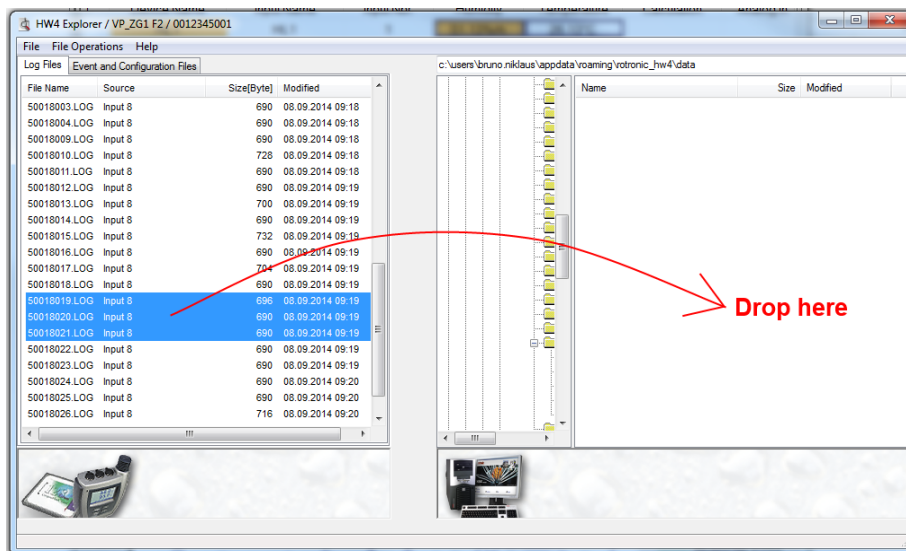 Device Name Input Name Humidity Temperature Calculation
HW4 Explorer / VP_ZG1 F2 / 0012345001
File File Operations Help
Log Files Event and Configuration Files
c:\users\bruno.niklaus\appdata\roaming\rotronic_hw4\data
File Name Source Size[Byte] Modified
Name Size Modified
50018003.LOG Input 8 690 08.09.2014 09:18
50018004.LOG Input 8 690 08.09.2014 09:18
50018009.LOG Input 8 690 08.09.2014 09:18
50018010.LOG Input 8 728 08.09.2014 09:18
50018011.LOG Input 8 690 08.09.2014 09:18
50018012.LOG Input 8 690 08.09.2014 09:19
50018013.LOG Input 8 700 08.09.2014 09:19
50018014.LOG Input 8 690 08.09.2014 09:19
50018015.LOG Input 8 732 08.09.2014 09:19
50018016.LOG Input 8 690 08.09.2014 09:19
50018017.LOG Input 8 704 08.09.2014 09:19
50018018.LOG Input 8 690 08.09.2014 09:19
50018019.LOG Input 8 696 08.09.2014 09:19
50018020.LOG Input 8 690 08.09.2014 09:19
50018021.LOG Input 8 690 08.09.2014 09:19
50018022.LOG Input 8 690 08.09.2014 09:19
50018023.LOG Input 8 690 08.09.2014 09:19
50018024.LOG Input 8 690 08.09.2014 09:20
50018025.LOG Input 8 690 08.09.2014 09:20
50018026.LOG Input 8 716 08.09.2014 09:20
Drop here